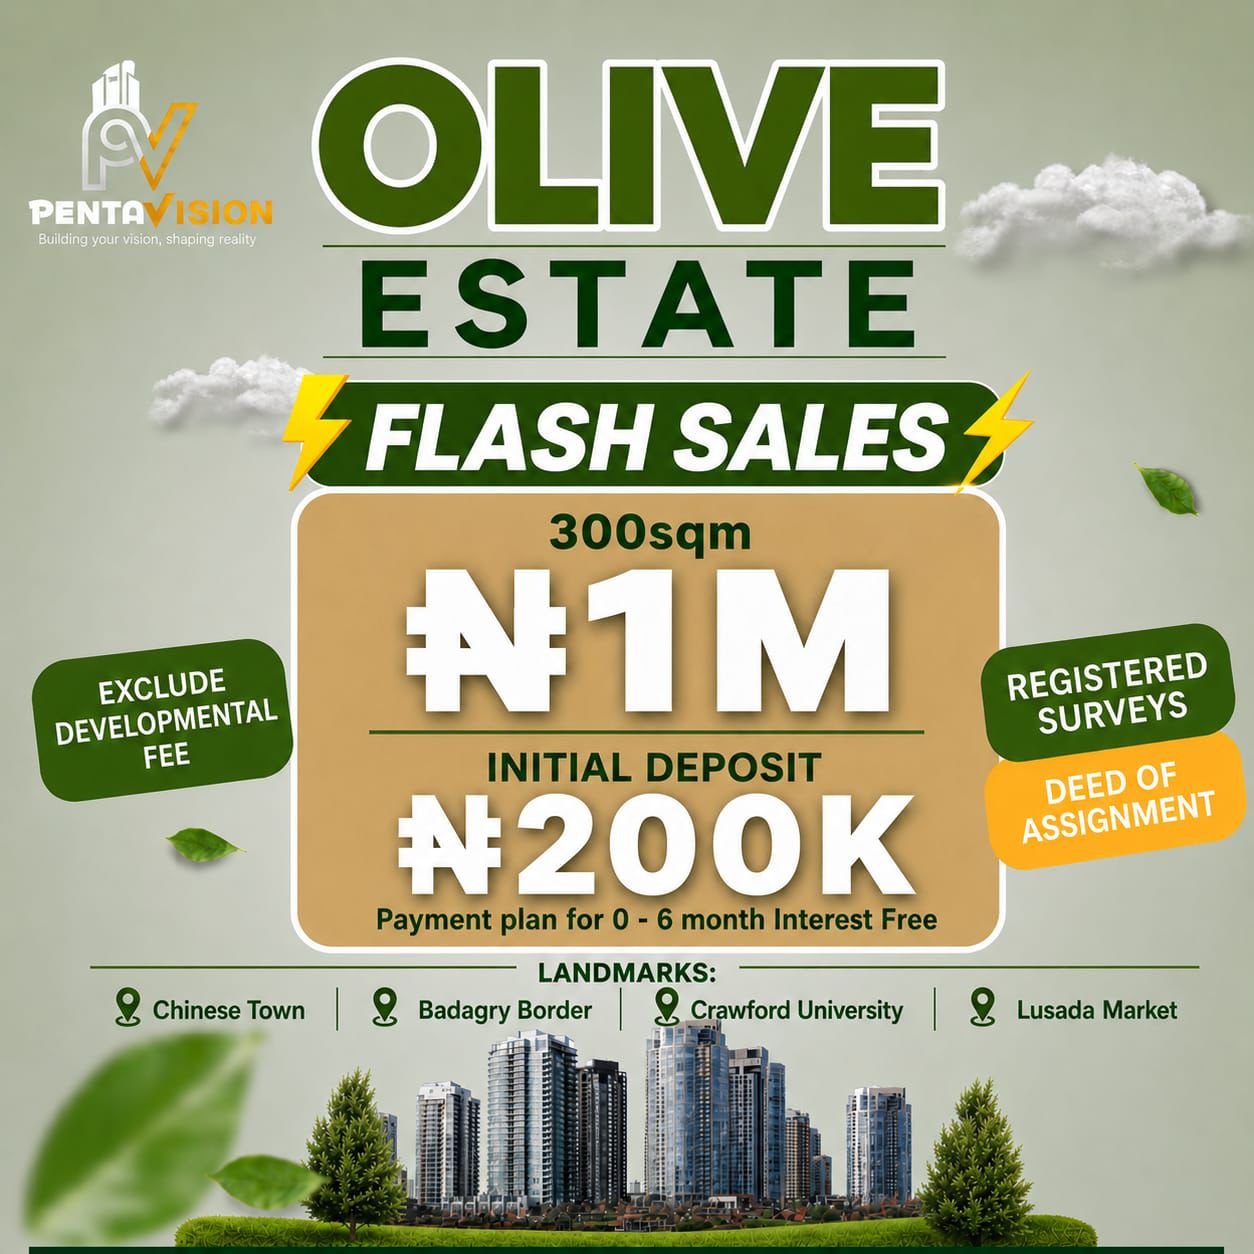 PENTAVISION
Building your vision, shaping reality
OLIVE
ESTATE
FLASH SALES
300sqm
₦1M
INITIAL DEPOSIT
₦200K
Payment plan for 0 - 6 month Interest Free
EXCLUDE
DEVELOPMENTAL
FEE
REGISTERED
SURVEYS
DEED OF
ASSIGNMENT
LANDMARKS:
Chinese Town
Badagry Border
Crawford University
Lusada Market